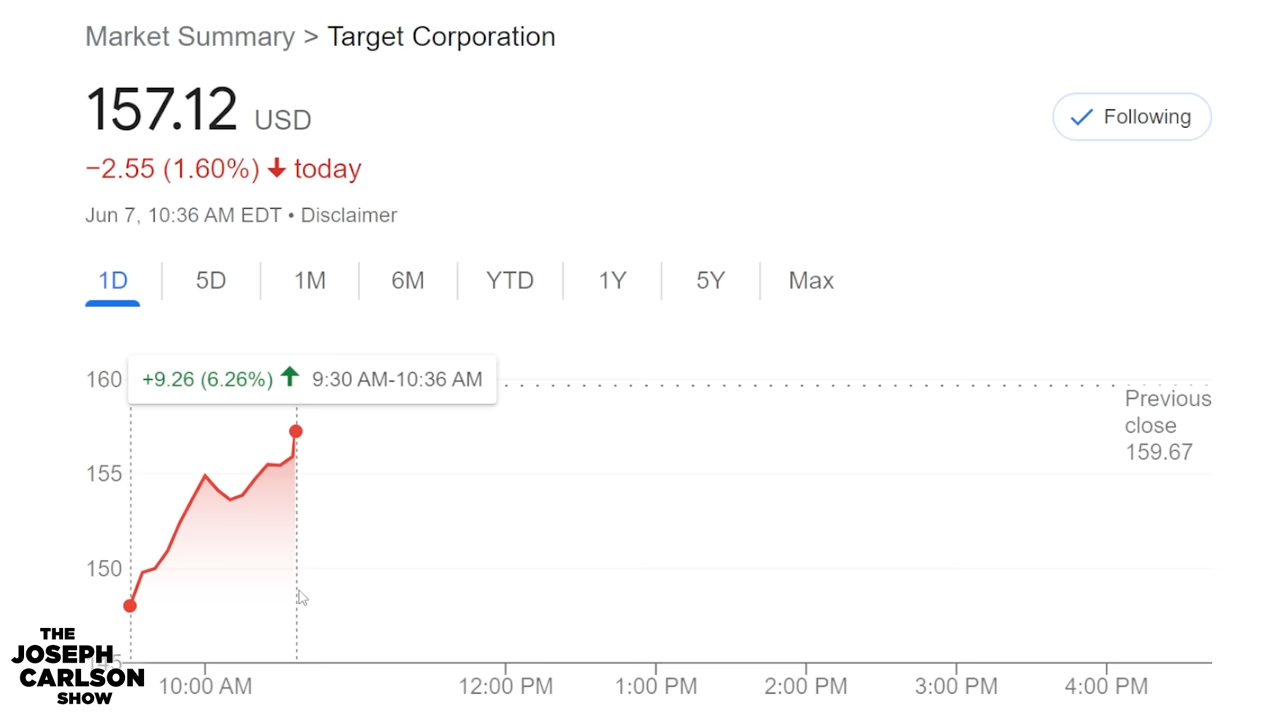 Market Summary > Target Corporation
157.12 USD
Following
−2.55 (1.60%) today
Jun 7, 10:36 AM EDT • Disclaimer
1D 5D 1M 6M YTD 1Y 5Y Max
160
+9.26 (6.26%) 9:30 AM-10:36 AM
Previous
close
159.67
155
150
145
10:00 AM 12:00 PM 1:00 PM 2:00 PM 3:00 PM 4:00 PM
THE
JOSEPH
CARLSON
SHOW